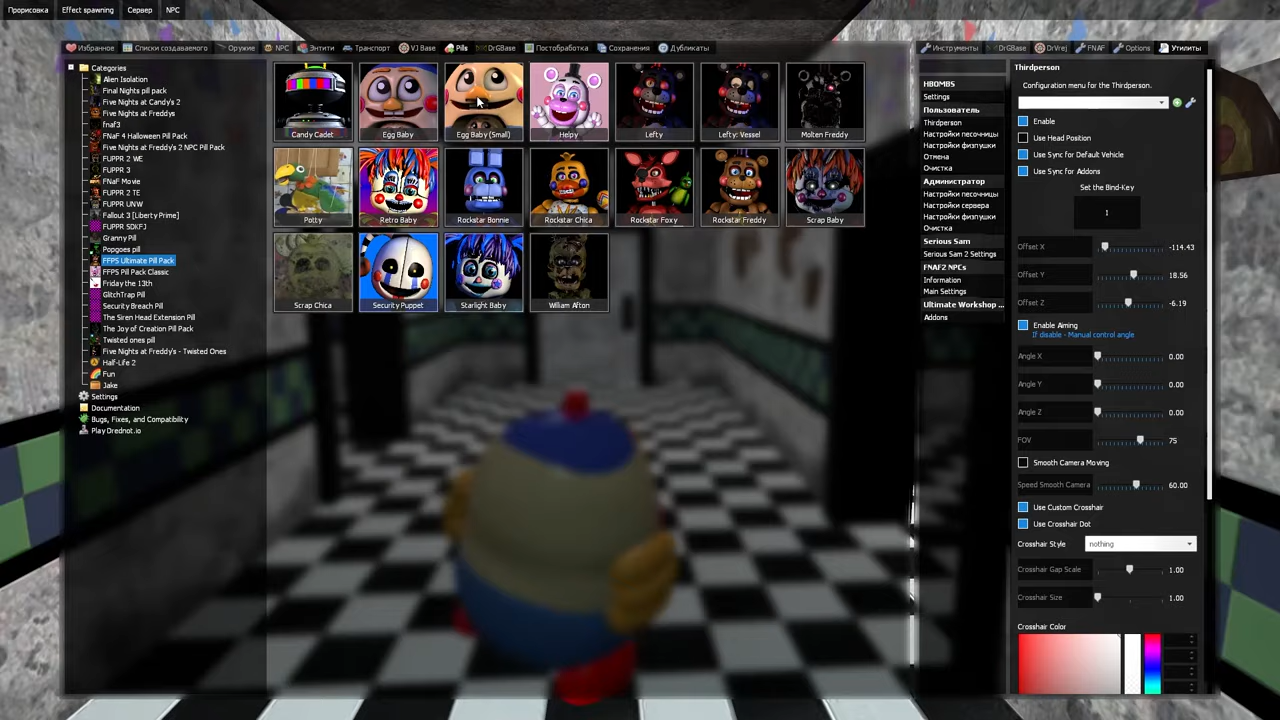 Прорисовка Effect spawning Сервер NPC
Избранное Списки создаваемого Оружие NPC Энтити Транспорт VJ Base Pills DrGBase Постобработка Сохранения Дубликаты
Инструменты DrGBase DrVrej FNAF Options Утилиты
Categories
Alien Isolation
Final Nights pill pack
Five Nights at Candy's 2
Five Nights at Freddys
fnaf3
FNaF 4 Halloween Pill Pack
Five Nights at Freddy's 2 NPC Pill Pack
FUPPR 2 WE
FUPPR 3
FNaF Movie
FUPPR 2 TE
FUPPR UNW
Fallout 3 [Liberty Prime]
FUPPR SDKFJ
Granny Pill
Popgoes pill
FFPS Ultimate Pill Pack
FFPS Pill Pack Classic
Friday the 13th
GlitchTrap Pill
Security Breach Pill
The Siren Head Extension Pill
The Joy of Creation Pill Pack
Twisted ones pill
Five Nights at Freddy's - Twisted Ones
Half-Life 2
Fun
Jake
Settings
Documentation
Bugs, Fixes, and Compatibility
Play Drednot.io
Candy Cadet
Egg Baby
Egg Baby (Small)
Helpy
Lefty
Lefty: Vessel
Molten Freddy
Potty
Retro Baby
Rockstar Bonnie
Rockstar Chica
Rockstar Foxy
Rockstar Freddy
Scrap Baby
Scrap Chica
Security Puppet
Starlight Baby
Wiliam Afton
HBOMBS
Settings
Пользователь
Thirdperson
Настройки песочницы
Настройки физпушки
Отмена
Очистка
Администратор
Настройки песочницы
Настройки сервера
Настройки физпушки
Очистка
Serious Sam
Serious Sam 2 Settings
FNAF2 NPCs
Information
Main Settings
Ultimate Workshop ...
Addons
Thirdperson
Configuration menu for the Thirdperson.
Enable
Use Head Position
Use Sync for Default Vehicle
Use Sync for Addons
Set the Bind-Key
1
Offset X -114.43
Offset Y 18.56
Offset Z -6.19
Enable Aiming
If disable - Manual control angle
Angle X 0.00
Angle Y 0.00
Angle Z 0.00
FOV 75
Smooth Camera Moving
Speed Smooth Camera 60.00
Use Custom Crosshair
Use Crosshair Dot
Crosshair Style nothing
Crosshair Gap Scale 1.00
Crosshair Size 1.00
Crosshair Color